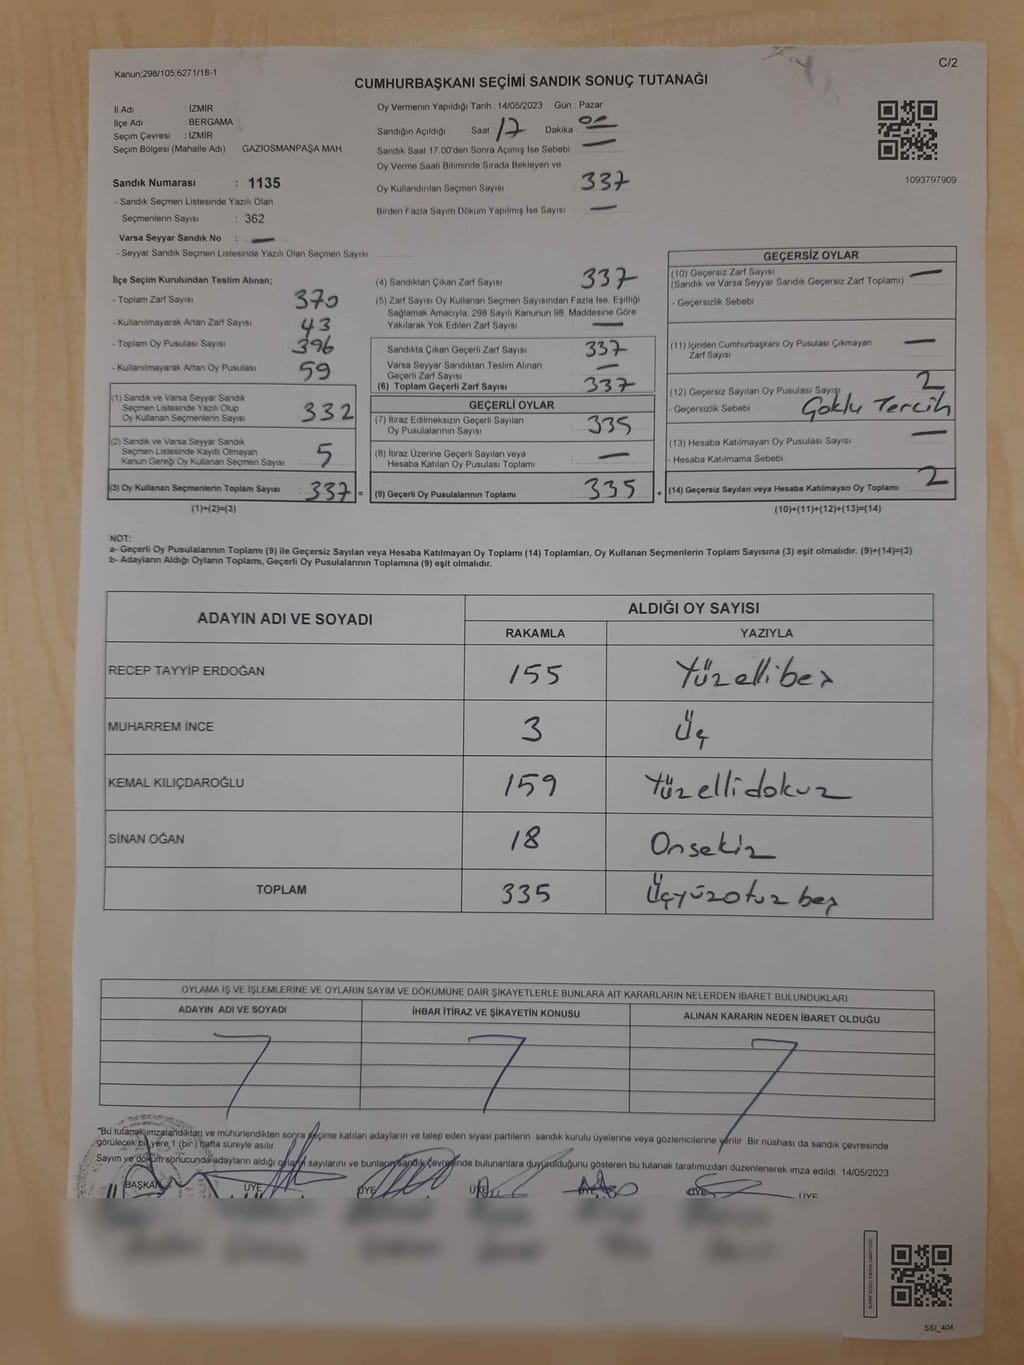 Kanun;298/105,6271/18-1
C/2
CUMHURBAŞKANI SEÇİMİ SANDIK SONUÇ TUTANAĞI
İl Adı : İZMİR
İlçe Adı : BERGAMA
Seçim Çevresi : İZMİR
Seçim Bölgesi (Mahalle Adı) GAZİOSMANPAŞA MAH.
Sandık Numarası : 1135
- Sandık Seçmen Listesinde Yazılı Olan
Seçmenlerin Sayısı : 362
Varsa Seyyar Sandık No : —
- Seyyar Sandık Seçmen Listesinde Yazılı Olan Seçmen Sayısı
Oy Vermenin Yapıldığı Tarih : 14/05/2023 Gün : Pazar
Sandığın Açıldığı Saat 17 Dakika 00
Sandık Saat 17.00'den Sonra Açımış İse Sebebi —
Oy Verme Saati Bitiminde Sırada Bekleyen ve
Oy Kullandırılan Seçmen Sayısı 337
Birden Fazla Sayım Döküm Yapılmış İse Sayısı —
1093797909
İlçe Seçim Kurulundan Teslim Alınan;
- Toplam Zarf Sayısı 370
- Kullanılmayarak Artan Zarf Sayısı 43
- Toplam Oy Pusulası Sayısı 396
- Kullanılmayarak Artan Oy Pusulası 59
(1) Sandık ve Varsa Seyyar Sandık
Seçmen Listesinde Yazılı Olup
Oy Kullanan Seçmenlerin Sayısı 332
(2) Sandık ve Varsa Seyyar Sandık
Seçmen Listesinde Kayıtlı Olmayan
Kanun Gereği Oy Kullanan Seçmen Sayısı 5
(3) Oy Kullanan Seçmenlerin Toplam Sayısı 337 =
(1)+(2)=(3)
(4) Sandıktan Çıkan Zarf Sayısı 337
(5) Zarf Sayısı Oy Kullanan Seçmen Sayısından Fazla İse, Eşitliği
Sağlamak Amacıyla, 298 Sayılı Kanunun 98. Maddesine Göre
Yakılarak Yok Edilen Zarf Sayısı —
Sandıkta Çıkan Geçerli Zarf Sayısı 337
Varsa Seyyar Sandıktan Teslim Alınan
Geçerli Zarf Sayısı —
(6) Toplam Geçerli Zarf Sayısı 337
GEÇERLİ OYLAR
(7) İtiraz Edilmeksizin Geçerli Sayılan
Oy Pusulalarının Sayısı 335
(8) İtiraz Üzerine Geçerli Sayılan veya
Hesaba Katılan Oy Pusulası Toplamı —
(9) Geçerli Oy Pusulalarının Toplamı 335 +
GEÇERSİZ OYLAR
(10) Geçersiz Zarf Sayısı —
(Sandık ve Varsa Seyyar Sandık Geçersiz Zarf Toplamı)
- Geçersizlik Sebebi
(11) İçinden Cumhurbaşkanı Oy Pusulası Çıkmayan —
Zarf Sayısı
(12) Geçersiz Sayılan Oy Pusulası Sayısı 2
- Geçersizlik Sebebi Çoklu Tercih
(13) Hesaba Katılmayan Oy Pusulası Sayısı —
- Hesaba Katılmama Sebebi
(14) Geçersiz Sayılan veya Hesaba Katılmayan Oy Toplamı 2
(10)+(11)+(12)+(13)=(14)
NOT:
a- Geçerli Oy Pusulalarının Toplamı (9) ile Geçersiz Sayılan veya Hesaba Katılmayan Oy Toplamı (14) Toplamları, Oy Kullanan Seçmenlerin Toplam Sayısına (3) eşit olmalıdır. (9)+(14)=(3)
b- Adayların Aldığı Oyların Toplamı, Geçerli Oy Pusulalarının Toplamına (9) eşit olmalıdır.
ADAYIN ADI VE SOYADI ALDIĞI OY SAYISI
RAKAMLA YAZIYLA
RECEP TAYYİP ERDOĞAN 155 Yüzellibeş
MUHARREM İNCE 3 Üç
KEMAL KILIÇDAROĞLU 159 Yüzellidokuz
SİNAN OĞAN 18 Onsekiz
TOPLAM 335 Üçyüzotuz beş
OYLAMA İŞ VE İŞLEMLERİNE VE OYLARIN SAYIM VE DÖKÜMÜNE DAİR ŞİKAYETLERLE BUNLARA AİT KARARLARIN NELERDEN İBARET BULUNDUKLARI
ADAYIN ADI VE SOYADI İHBAR İTİRAZ VE ŞİKAYETİN KONUSU ALINAN KARARIN NEDEN İBARET OLDUĞU
"Bu tutanak imzalandıktan ve mühürlendikten sonra seçime katılan adayların ve talep eden siyasi partilerin sandık kurulu üyelerine veya gözlemcilerine verilir. Bir nüshası da sandık çevresinde
görülecek bir yere 1 (bir) hafta süreyle asılır.
Sayım ve döküm sonucunda adayların aldığı oyların sayılarını ve bunların sandık çevresinde bulunanlara duyurulduğunu gösteren bu tutanak tarafımızdan düzenlenerek imza edildi. 14/05/2023
BAŞKAN ÜYE ÜYE ÜYE ÜYE ÜYE ÜYE
SSI_404